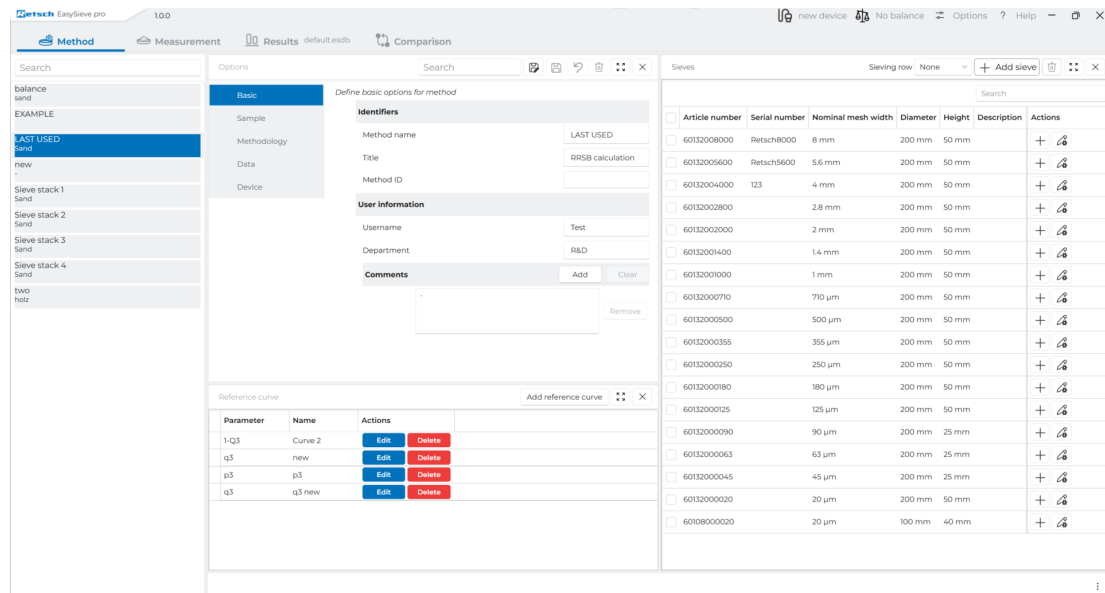 Retsch EasySieve pro 1.0.0 new device No balance Options ? Help
Method Measurement Results default.esdb Comparison
Search
balance
sand
EXAMPLE
LAST USED
Sand
new
-
Sieve stack 1
Sand
Sieve stack 2
Sand
Sieve stack 3
Sand
Sieve stack 4
Sand
two
holz
Options Search
Basic
Sample
Methodology
Data
Device
Define basic options for method
Identifiers
Method name LAST USED
Title RRSB calculation
Method ID
User information
Username Test
Department R&D
Comments Add Clear
-
Remove
Reference curve Add reference curve
Parameter Name Actions
1-Q3 Curve 2 Edit Delete
q3 new Edit Delete
p3 p3 Edit Delete
q3 q3 new Edit Delete
Sieves Sieving row None Add sieve
Search
Article number Serial number Nominal mesh width Diameter Height Description Actions
60132008000 Retsch8000 8 mm 200 mm 50 mm
60132005600 Retsch5600 5.6 mm 200 mm 50 mm
60132004000 123 4 mm 200 mm 50 mm
60132002800 2.8 mm 200 mm 50 mm
60132002000 2 mm 200 mm 50 mm
60132001400 1.4 mm 200 mm 50 mm
60132001000 1 mm 200 mm 50 mm
60132000710 710 µm 200 mm 50 mm
60132000500 500 µm 200 mm 50 mm
60132000355 355 µm 200 mm 50 mm
60132000250 250 µm 200 mm 50 mm
60132000180 180 µm 200 mm 50 mm
60132000125 125 µm 200 mm 50 mm
60132000090 90 µm 200 mm 25 mm
60132000063 63 µm 200 mm 25 mm
60132000045 45 µm 200 mm 25 mm
60132000020 20 µm 200 mm 50 mm
60108000020 20 µm 100 mm 40 mm